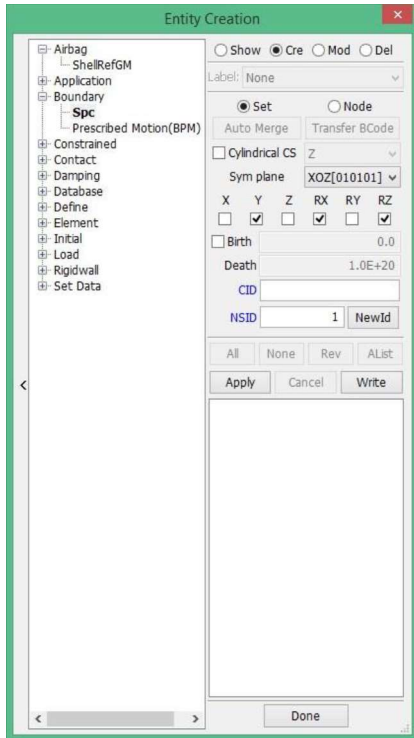 Entity Creation
Airbag
ShellRefGM
Application
Boundary
Spc
Prescribed Motion(BPM)
Constrained
Contact
Damping
Database
Define
Element
Initial
Load
Rigidwall
Set Data
Show Cre Mod Del
Label: None
Set Node
Auto Merge Transfer BCode
Cylindrical CS Z
Sym plane XOZ[010101]
X Y Z RX RY RZ
Birth 0.0
Death 1.0E+20
CID
NSID 1 NewId
All None Rev AList
Apply Cancel Write
Done